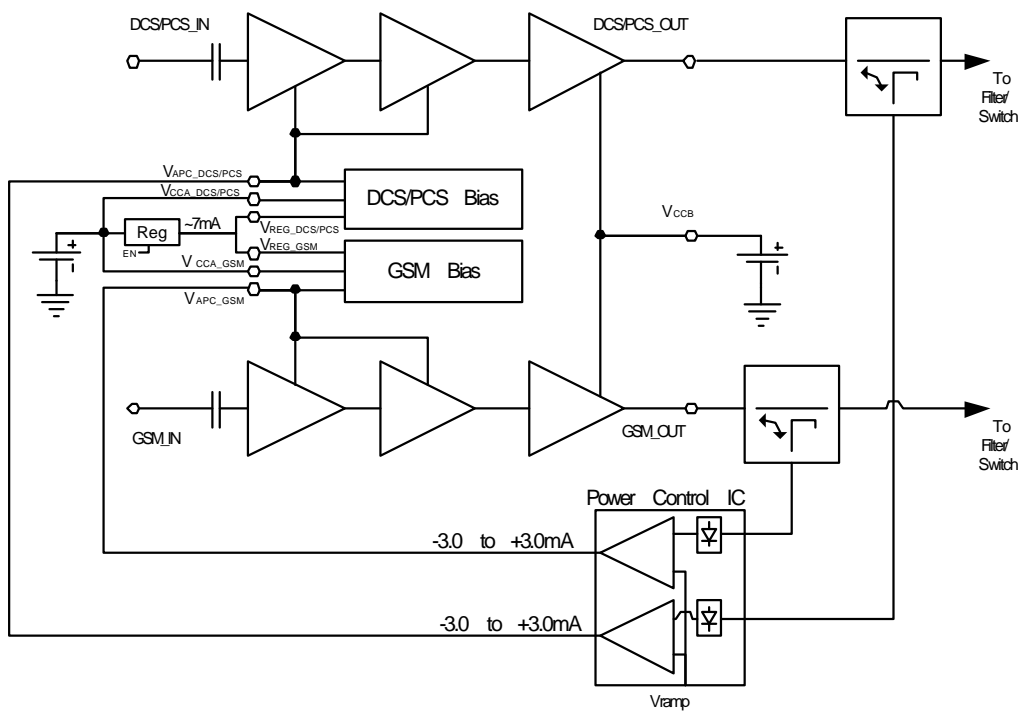 DCS/PCS_IN
DCS/PCS_OUT
To
Filter/
Switch
VAPC_DCS/PCS
VCCA_DCS/PCS
DCS/PCS Bias
+
Reg
~7mA
EN
VREG_DCS/PCS
VREG_GSM
VCCB
+
V CCA_GSM
GSM Bias
VAPC_GSM
GSM_IN
GSM_OUT
To
Filter/
Switch
Power Control IC
-3.0 to +3.0mA
-3.0 to +3.0mA
Vramp